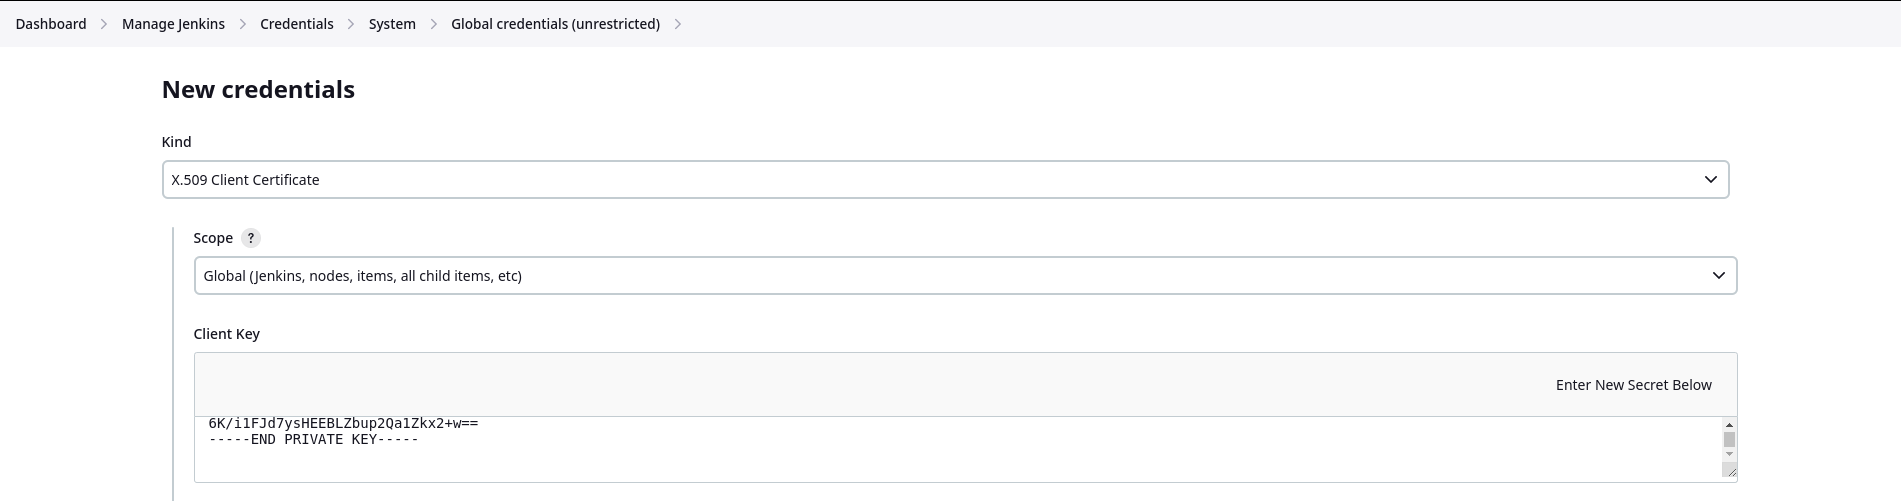 Dashboard > Manage Jenkins > Credentials > System > Global credentials (unrestricted) >
New credentials
Kind
X.509 Client Certificate
Scope ?
Global (Jenkins, nodes, items, all child items, etc)
Client Key
Enter New Secret Below
6K/i1FJd7ysHEEBLZbup2Qa1Zkx2+w==
-----END PRIVATE KEY-----